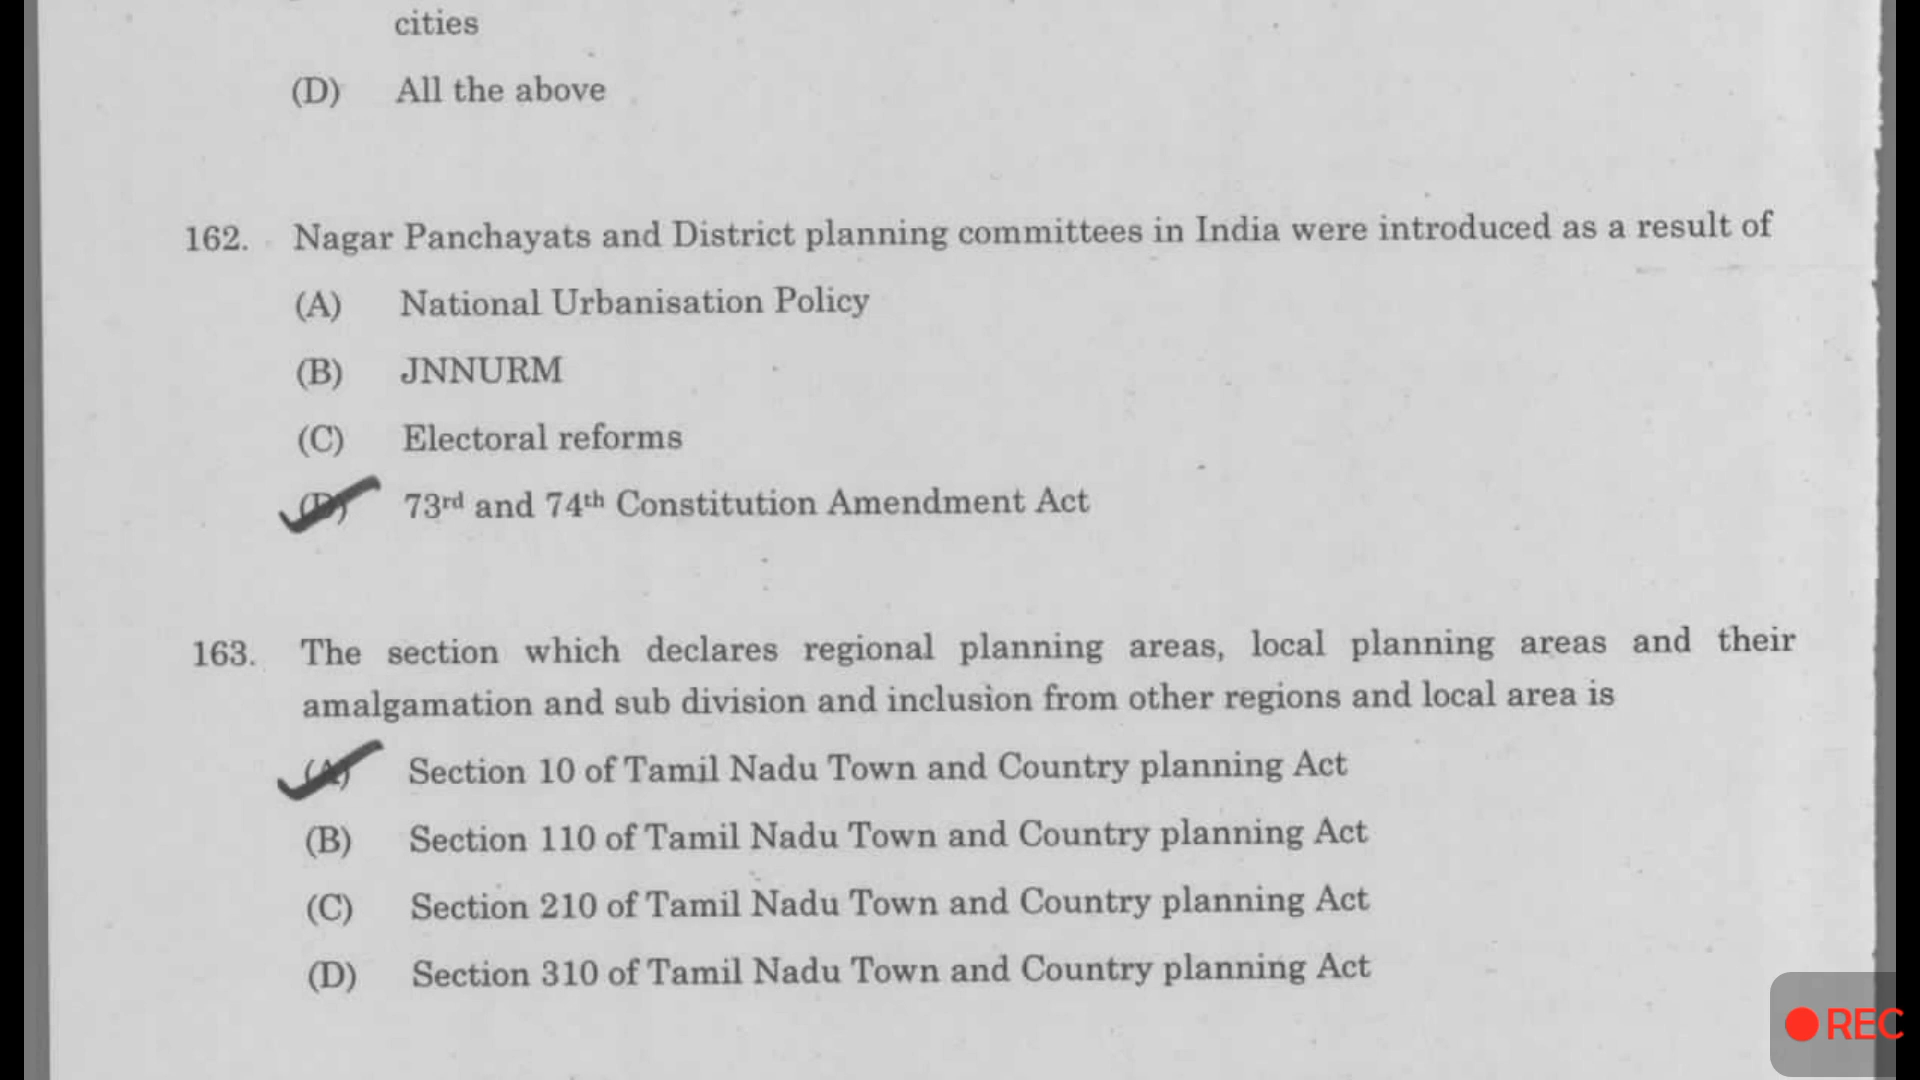 cities
(D) All the above
162. Nagar Panchayats and District planning committees in India were introduced as a result of
(A) National Urbanisation Policy
(B) JNNURM
(C) Electoral reforms
(D) 73rd and 74th Constitution Amendment Act
163. The section which declares regional planning areas, local planning areas and their
amalgamation and sub division and inclusion from other regions and local area is
(A) Section 10 of Tamil Nadu Town and Country planning Act
(B) Section 110 of Tamil Nadu Town and Country planning Act
(C) Section 210 of Tamil Nadu Town and Country planning Act
(D) Section 310 of Tamil Nadu Town and Country planning Act
REC